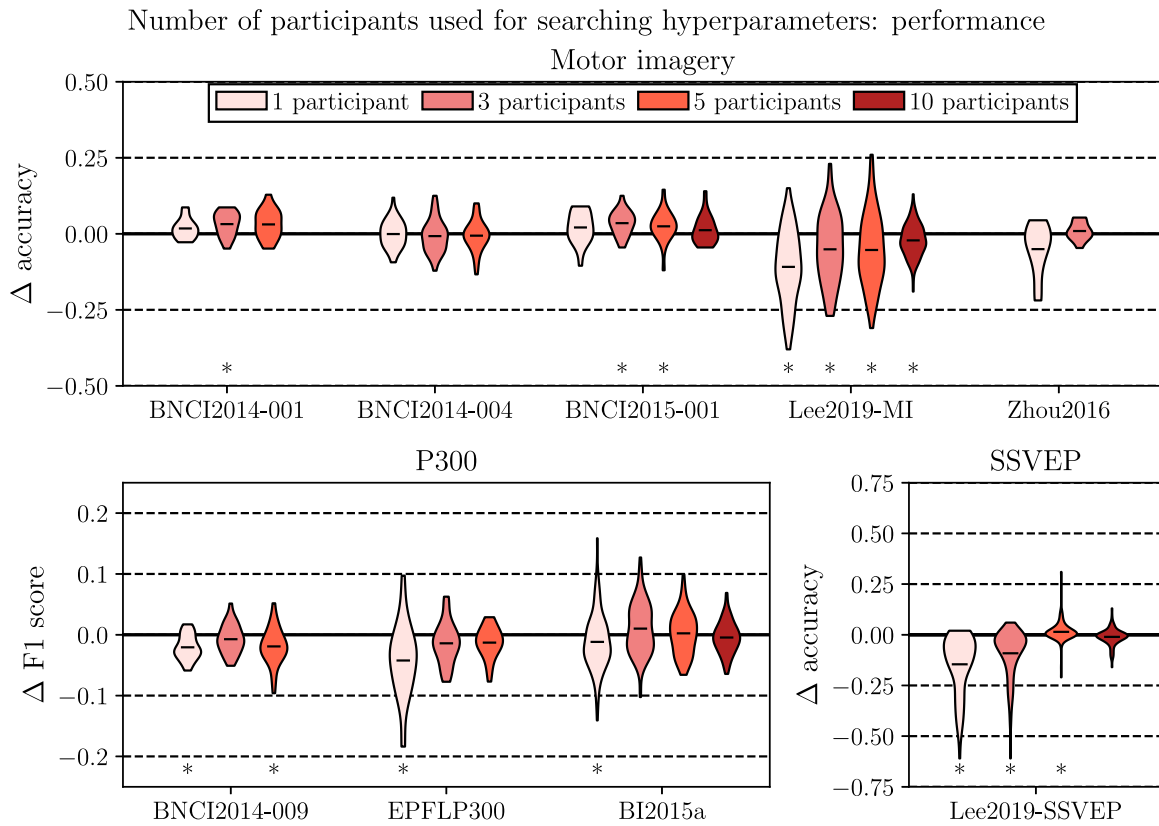 Number of participants used for searching hyperparameters: performance
Motor imagery
1 participant 3 participants 5 participants 10 participants
Δ accuracy
0.50
0.25
0.00
−0.25
−0.50
* * * * * * *
BNCI2014-001 BNCI2014-004 BNCI2015-001 Lee2019-MI Zhou2016
P300
Δ F1 score
0.2
0.1
0.0
−0.1
−0.2
* * * *
BNCI2014-009 EPFLP300 BI2015a
SSVEP
Δ accuracy
0.75
0.50
0.25
0.00
−0.25
−0.50
−0.75
* * *
Lee2019-SSVEP